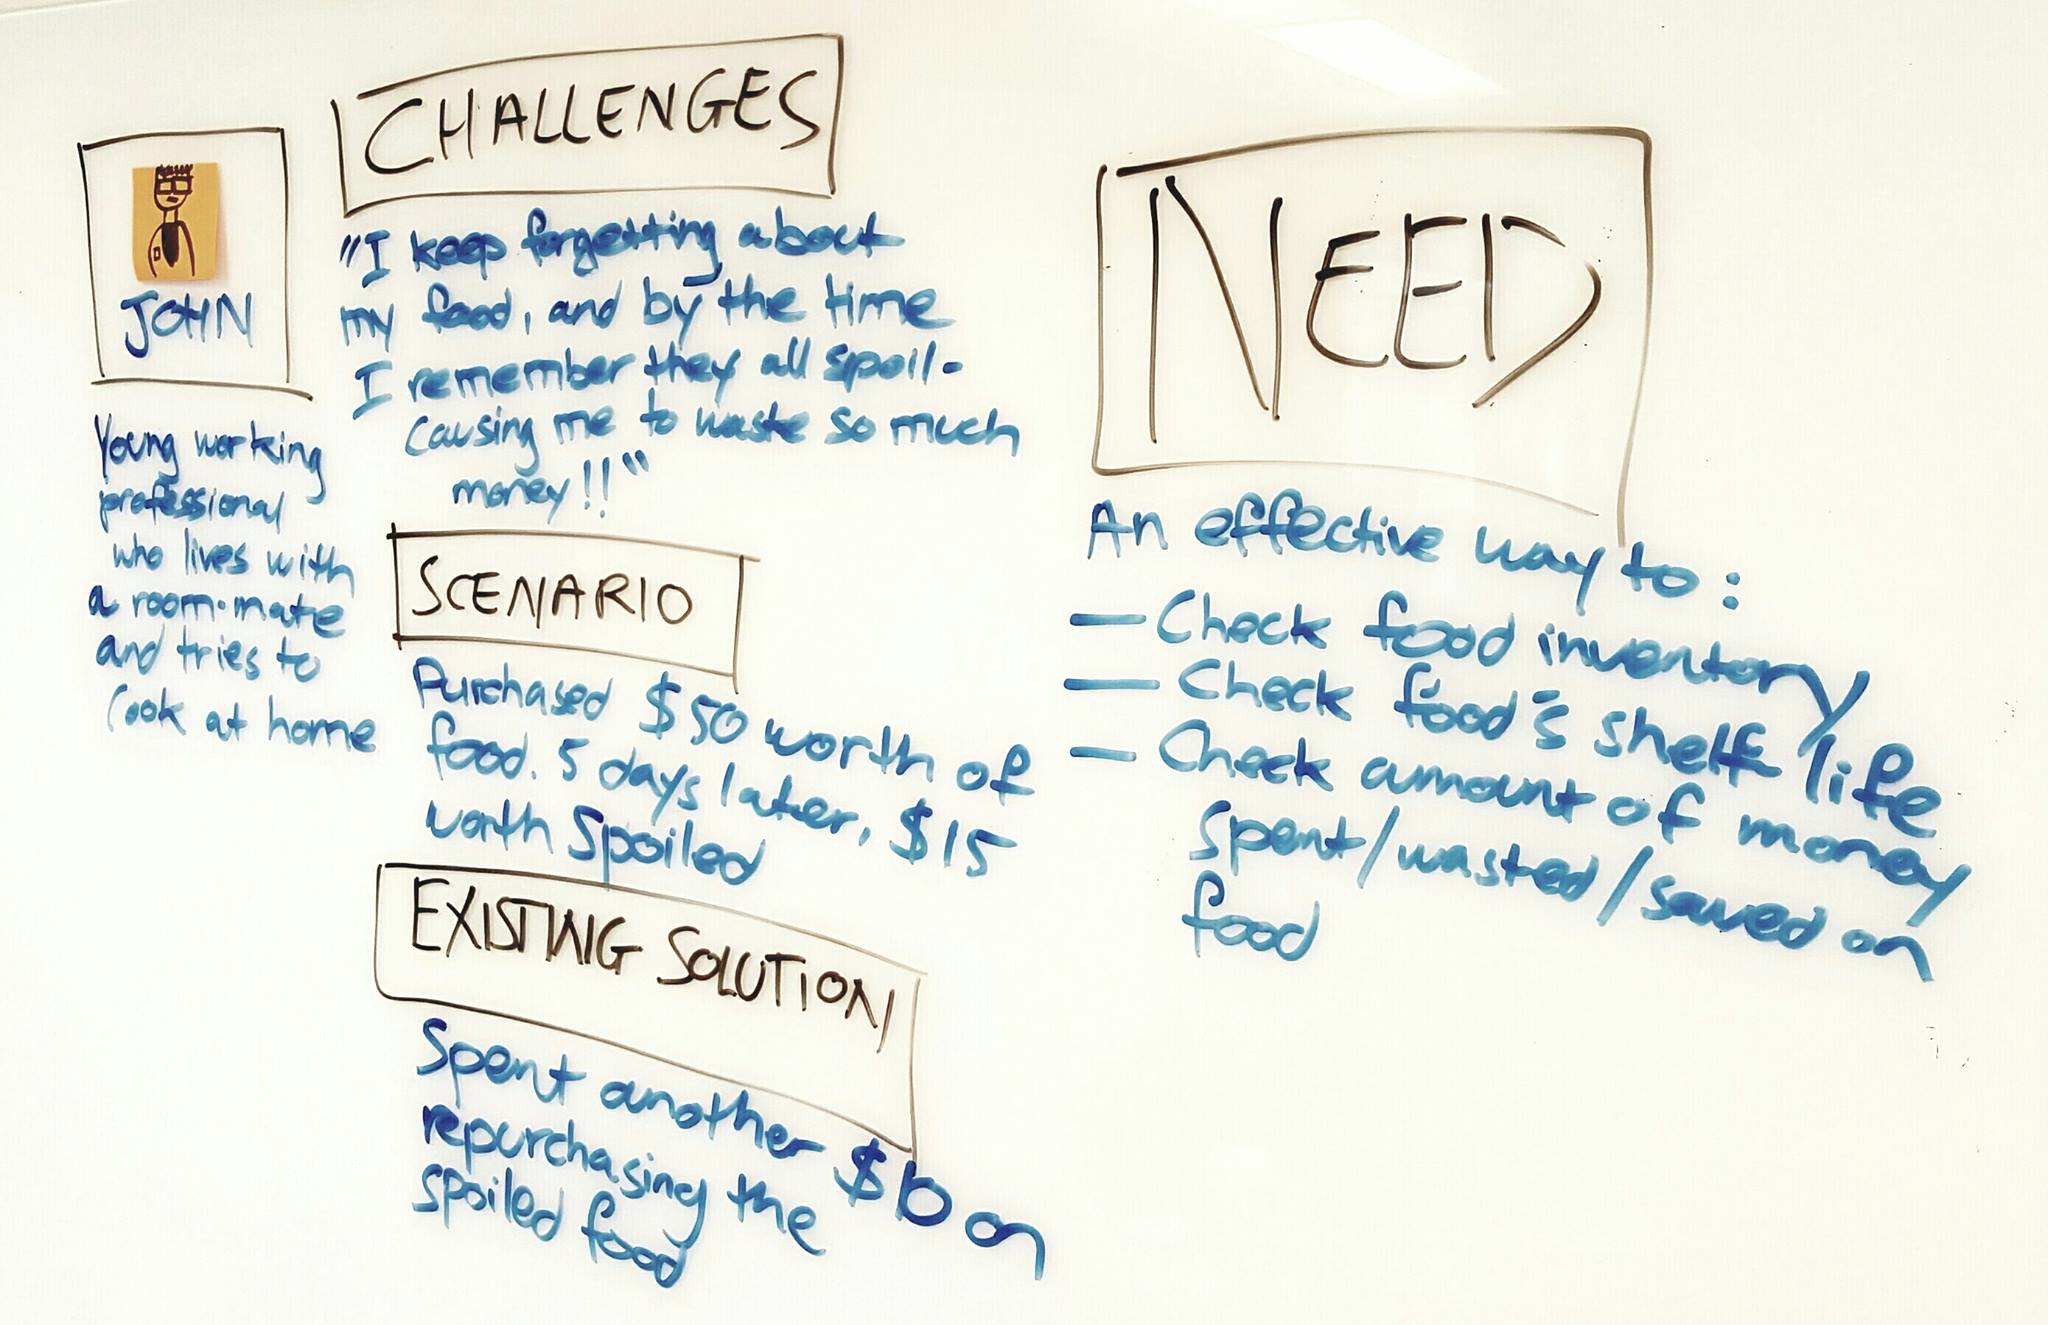 JOHN
Young working
professional
who lives with
a room-mate
and tries to
cook at home
CHALLENGES
"I keep forgetting about
my food, and by the time
I remember they all spoil-
causing me to waste so much
money!!"
SCENARIO
Purchased $50 worth of
food. 5 days later, $15
worth spoiled
EXISTING SOLUTION
Spent another $10 on
repurchasing the
spoiled food
NEED
An effective way to:
— Check food inventory
— Check food's shelf life
— Check amount of money
spent/wasted/saved on
food